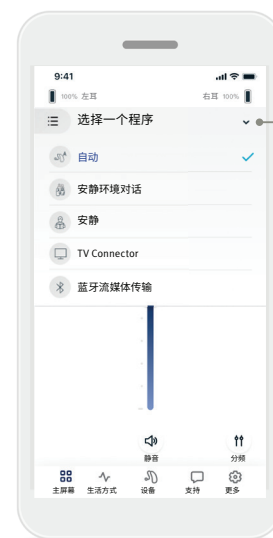 9:41
100% 左耳 右耳 100%
选择一个程序
自动
安静环境对话
安静
TV Connector
蓝牙流媒体传输
静音 分频
主屏幕 生活方式 设备 支持 更多